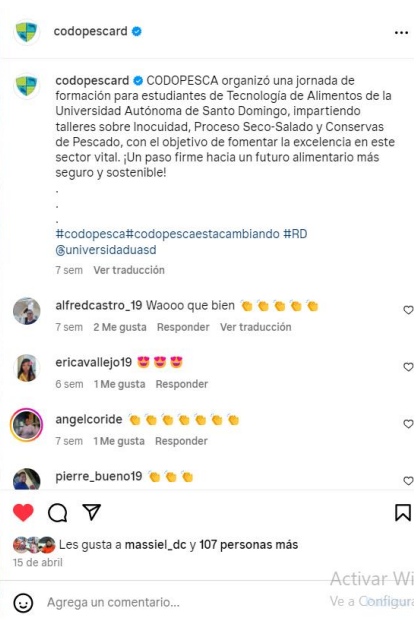 codopescard
codopescard CODOPESCA organizó una jornada de
formación para estudiantes de Tecnología de Alimentos de la
Universidad Autónoma de Santo Domingo, impartiendo
talleres sobre Inocuidad, Proceso Seco-Salado y Conservas
de Pescado, con el objetivo de fomentar la excelencia en este
sector vital. ¡Un paso firme hacia un futuro alimentario más
seguro y sostenible!
.
.
.
#codopesca#codopescaestacambiando #RD
@universidaduasd
7 sem Ver traducción
alfredcastro_19 Waooo que bien 👏👏👏👏👏
7 sem 2 Me gusta Responder Ver traducción
ericavallejo19 😍😍😍
6 sem 1 Me gusta Responder
angelcoride 👏👏👏👏👏👏👏
7 sem 1 Me gusta Responder
pierre_bueno19 👏👏👏
Les gusta a massiel_dc y 107 personas más
15 de abril
Activar Wi
Agrega un comentario...
Ve a Configura